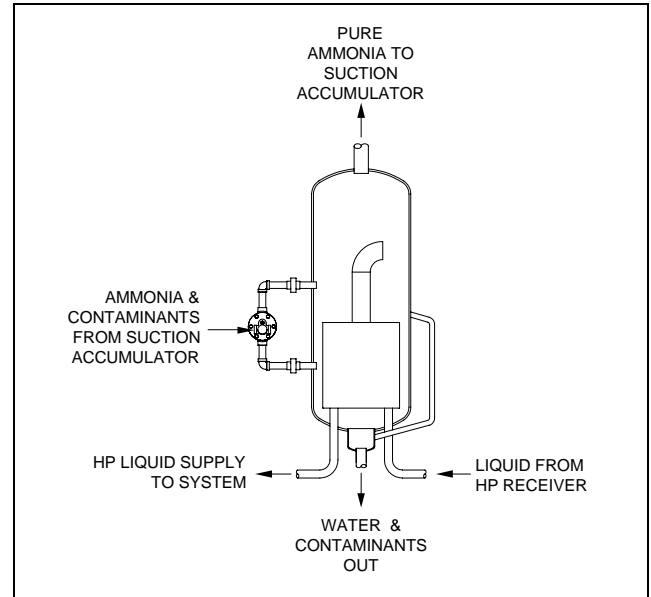 PURE
AMMONIA TO
SUCTION
ACCUMULATOR
AMMONIA &
CONTAMINANTS
FROM SUCTION
ACCUMULATOR
HP LIQUID SUPPLY
TO SYSTEM
LIQUID FROM
HP RECEIVER
WATER &
CONTAMINANTS
OUT